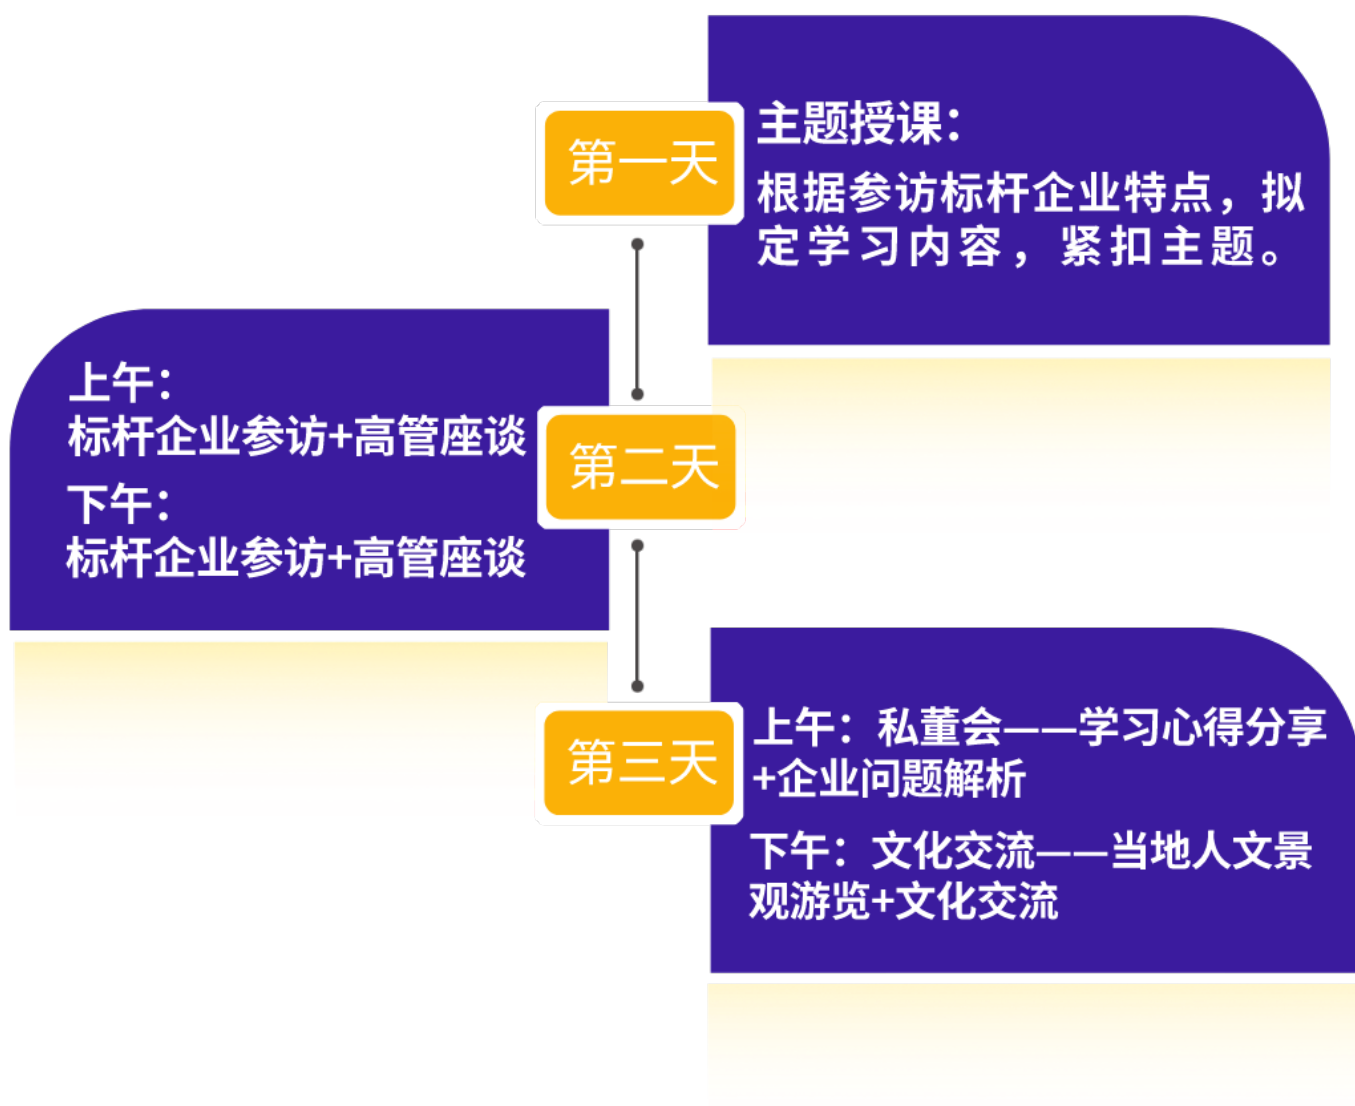 第一天
主题授课：
根据参访标杆企业特点，拟
定学习内容，紧扣主题。
第二天
上午：
标杆企业参访+高管座谈
下午：
标杆企业参访+高管座谈
第三天
上午：私董会——学习心得分享
+企业问题解析
下午：文化交流——当地人文景
观游览+文化交流